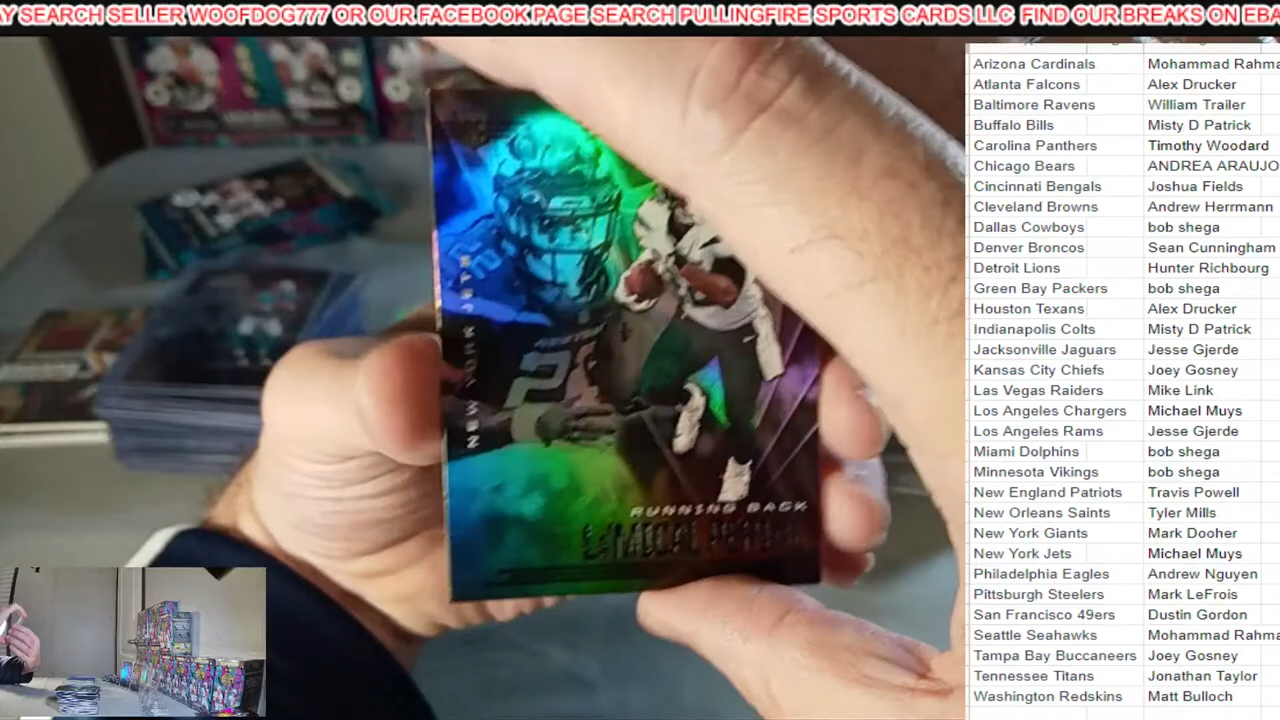 AY SEARCH SELLER WOOFDOG777 OR OUR FACEBOOK PAGE SEARCH PULLINGFIRE SPORTS CARDS LLC FIND OUR BREAKS ON EBA
NEW YORK JETS
RUNNING BACK
Arizona Cardinals Mohammad Rahma
Atlanta Falcons Alex Drucker
Baltimore Ravens William Trailer
Buffalo Bills Misty D Patrick
Carolina Panthers Timothy Woodard
Chicago Bears ANDREA ARAUJO
Cincinnati Bengals Joshua Fields
Cleveland Browns Andrew Herrmann
Dallas Cowboys bob shega
Denver Broncos Sean Cunningham
Detroit Lions Hunter Richbourg
Green Bay Packers bob shega
Houston Texans Alex Drucker
Indianapolis Colts Misty D Patrick
Jacksonville Jaguars Jesse Gjerde
Kansas City Chiefs Joey Gosney
Las Vegas Raiders Mike Link
Los Angeles Chargers Michael Muys
Los Angeles Rams Jesse Gjerde
Miami Dolphins bob shega
Minnesota Vikings bob shega
New England Patriots Travis Powell
New Orleans Saints Tyler Mills
New York Giants Mark Dooher
New York Jets Michael Muys
Philadelphia Eagles Andrew Nguyen
Pittsburgh Steelers Mark LeFrois
San Francisco 49ers Dustin Gordon
Seattle Seahawks Mohammad Rahma
Tampa Bay Buccaneers Joey Gosney
Tennessee Titans Jonathan Taylor
Washington Redskins Matt Bulloch